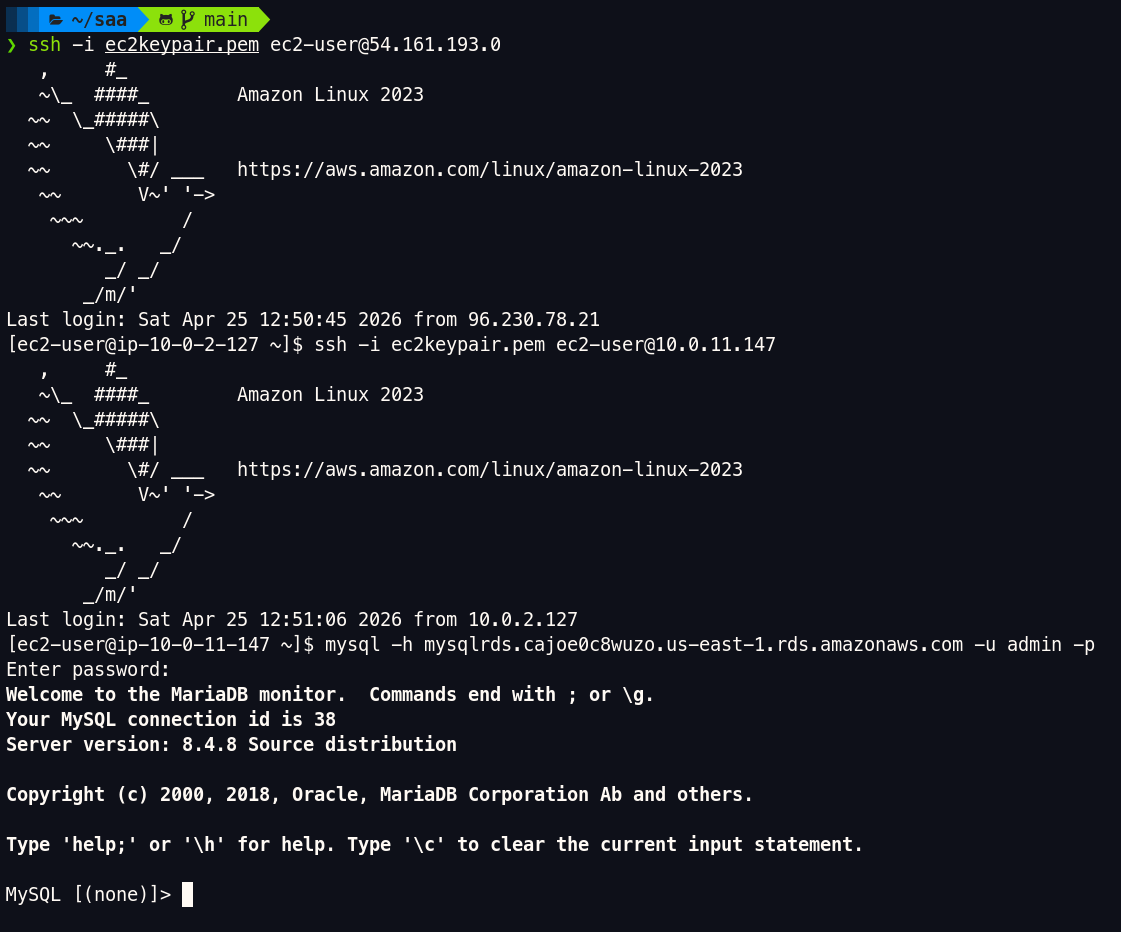 ~/saa main
❯ ssh -i ec2keypair.pem ec2-user@54.161.193.0
   ,     #_
   ~\_  ####_        Amazon Linux 2023
  ~~  \_#####\
  ~~     \###|
  ~~       \#/ ___   https://aws.amazon.com/linux/amazon-linux-2023
   ~~       V~' '->
    ~~~         /
      ~~._.   _/
         _/ _/
       _/m/'
Last login: Sat Apr 25 12:50:45 2026 from 96.230.78.21
[ec2-user@ip-10-0-2-127 ~]$ ssh -i ec2keypair.pem ec2-user@10.0.11.147
   ,     #_
   ~\_  ####_        Amazon Linux 2023
  ~~  \_#####\
  ~~     \###|
  ~~       \#/ ___   https://aws.amazon.com/linux/amazon-linux-2023
   ~~       V~' '->
    ~~~         /
      ~~._.   _/
         _/ _/
       _/m/'
Last login: Sat Apr 25 12:51:06 2026 from 10.0.2.127
[ec2-user@ip-10-0-11-147 ~]$ mysql -h mysqlrds.cajoe0c8wuzo.us-east-1.rds.amazonaws.com -u admin -p
Enter password:
Welcome to the MariaDB monitor.  Commands end with ; or \g.
Your MySQL connection id is 38
Server version: 8.4.8 Source distribution

Copyright (c) 2000, 2018, Oracle, MariaDB Corporation Ab and others.

Type 'help;' or '\h' for help. Type '\c' to clear the current input statement.

MySQL [(none)]>